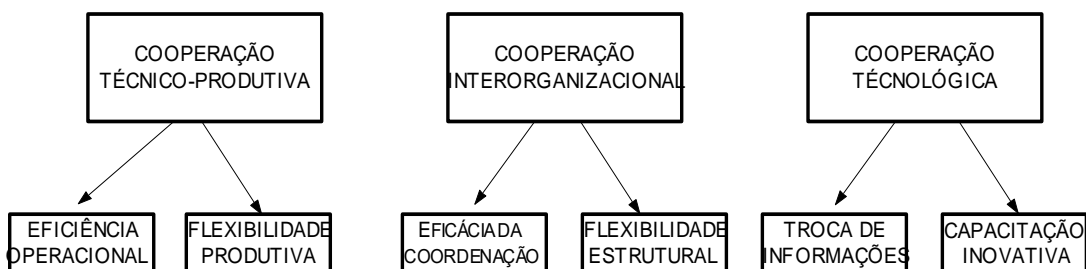 COOPERAÇÃO
TÉCNICO-PRODUTIVA
COOPERAÇÃO
INTERORGANIZACIONAL
COOPERAÇÃO
TÉCNOLÓGICA
EFICIÊNCIA
OPERACIONAL
FLEXIBILIDADE
PRODUTIVA
EFICÁCIA DA
COORDENAÇÃO
FLEXIBILIDADE
ESTRUTURAL
TROCA DE
INFORMAÇÕES
CAPACITAÇÃO
INOVATIVA